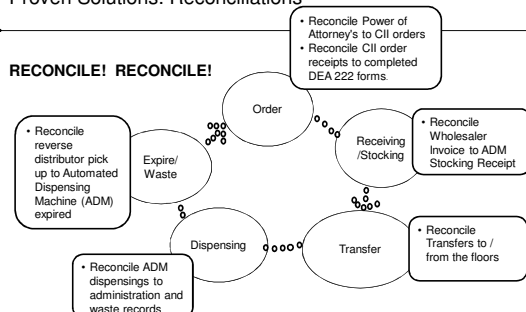 Proven Solutions: Reconciliations
RECONCILE! RECONCILE!
• Reconcile Power of
Attorney's to CII orders
• Reconcile CII order
receipts to completed
DEA 222 forms.
Order
Receiving
/Stocking
• Reconcile
Wholesaler
Invoice to ADM
Stocking Receipt
Transfer
• Reconcile
Transfers to /
from the floors
Dispensing
• Reconcile ADM
dispensings to
administration and
waste records
Expire/
Waste
• Reconcile
reverse
distributor pick
up to Automated
Dispensing
Machine (ADM)
expired